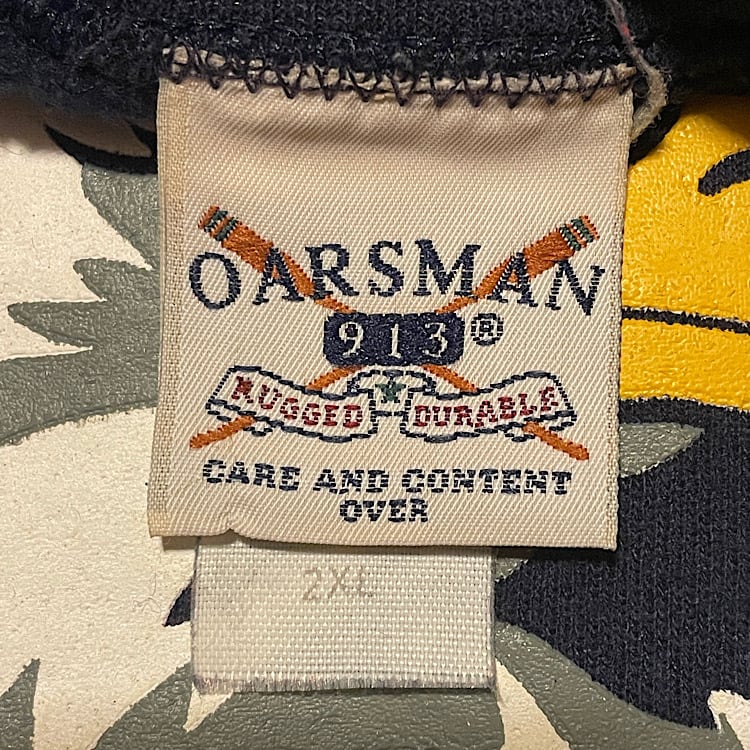 OARSMAN
913®
RUGGED DURABLE
CARE AND CONTENT
OVER
2XL